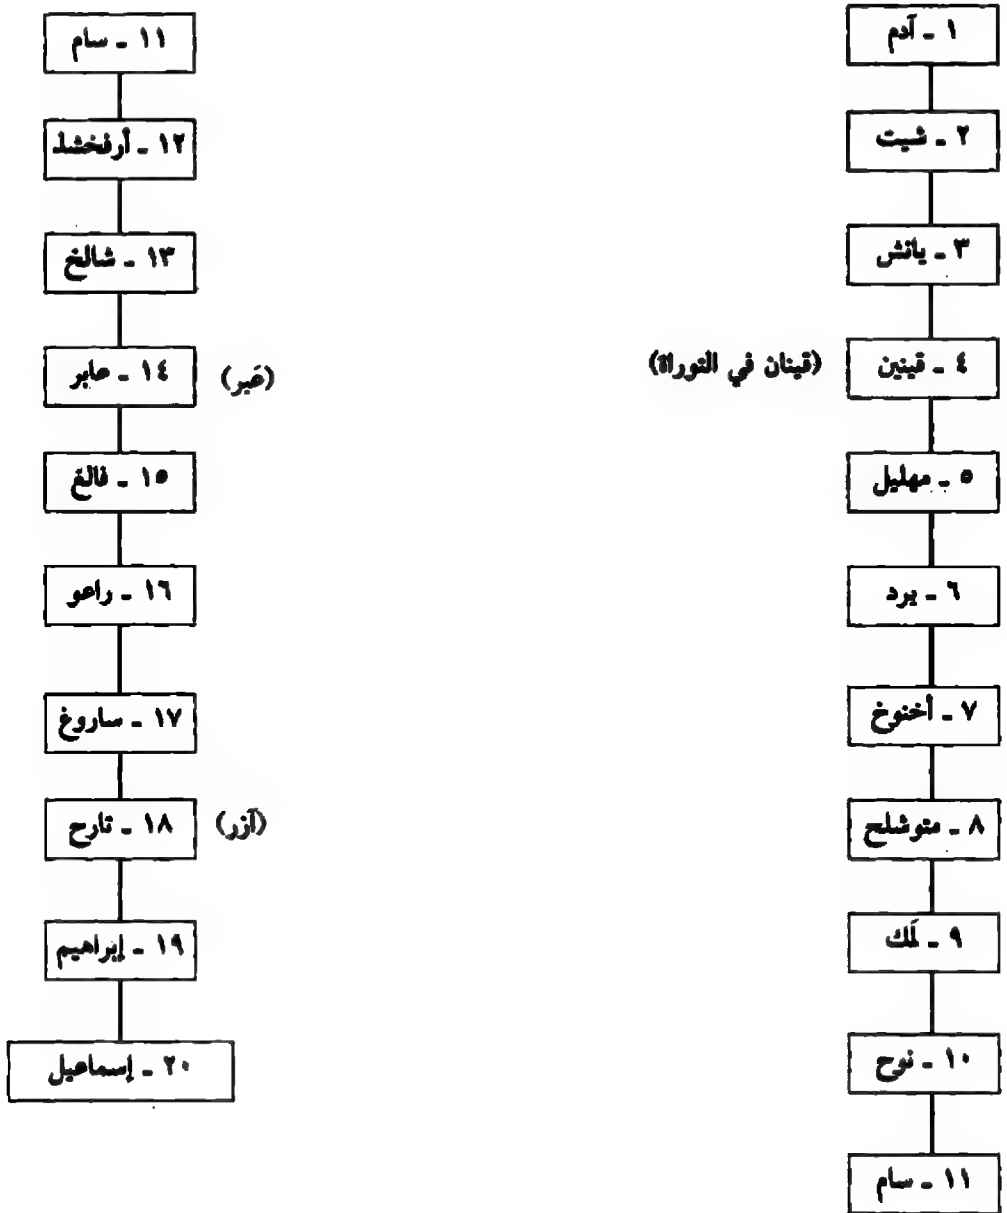 ١ - آدم
٢ - شيت
٣ - يانش
٤ - قينين (قينان في التوراة)
٥ - مهليل
٦ - يرد
٧ - أخنوخ
٨ - متوشلح
٩ - لَمك
١٠ - نوح
١١ - سام
١١ - سام
١٢ - أرفخشذ
١٣ - شالخ
١٤ - عابر (عَبر)
١٥ - فالغ
١٦ - راعو
١٧ - ساروغ
١٨ - تارح (آزر)
١٩ - إبراهيم
٢٠ - إسماعيل